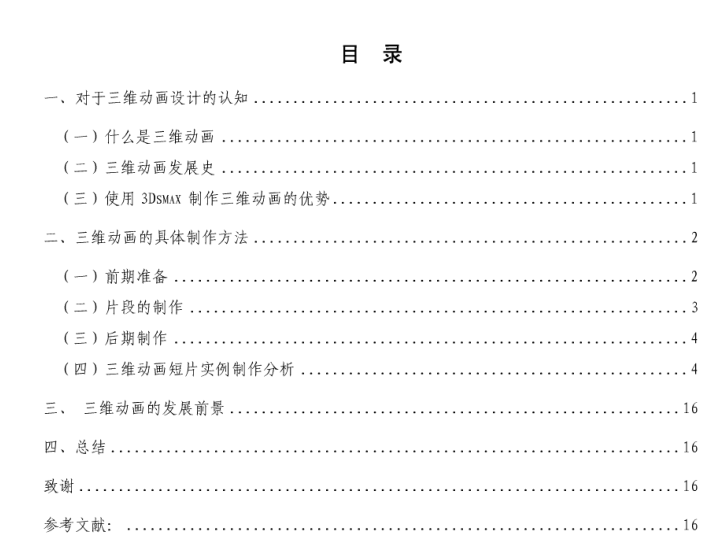 目 录
一、对于三维动画设计的认知......................................................1
（一）什么是三维动画..........................................................1
（二）三维动画发展史..........................................................1
（三）使用 3DSMAX 制作三维动画的优势.............................................1
二、三维动画的具体制作方法......................................................2
（一）前期准备................................................................2
（二）片段的制作..............................................................3
（三）后期制作................................................................4
（四）三维动画短片实例制作分析................................................4
三、 三维动画的发展前景.........................................................16
四、总结........................................................................16
致谢............................................................................16
参考文献: ......................................................................16